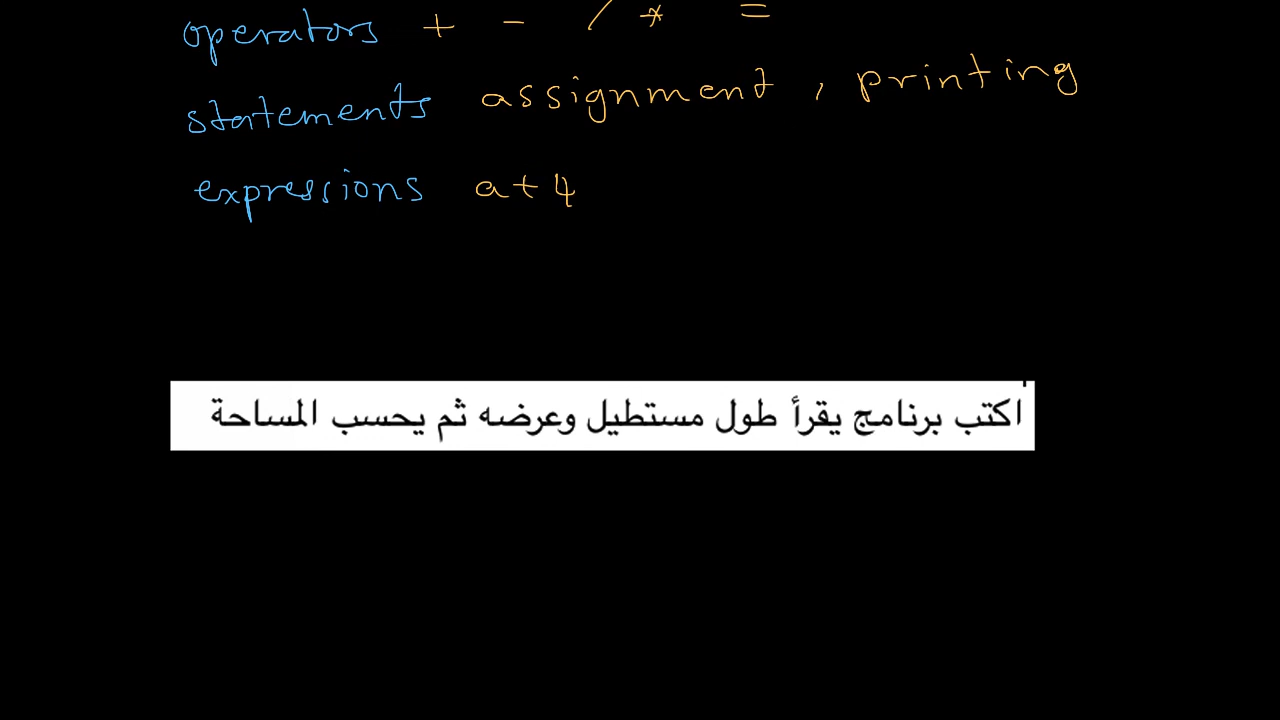 operators + - / * =
statements assignment , printing
expressions a+4
اكتب برنامج يقرأ طول مستطيل وعرضه ثم يحسب المساحة